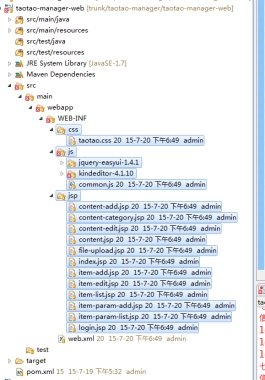 taotao-manager-web [trunk/taotao-manager/taotao-manager-web]
src/main/java
src/main/resources
src/test/java
src/test/resources
JRE System Library [JavaSE-1.7]
Maven Dependencies
src
main
webapp
WEB-INF
css
taotao.css 20 15-7-20 下午6:49 admin
js
jquery-easyui-1.4.1
kindeditor-4.1.10
common.js 20 15-7-20 下午6:49 admin
jsp
content-add.jsp 20 15-7-20 下午6:49 admin
content-category.jsp 20 15-7-20 下午6:49 admin
content-edit.jsp 20 15-7-20 下午6:49 admin
content.jsp 20 15-7-20 下午6:49 admin
file-upload.jsp 20 15-7-20 下午6:49 admin
index.jsp 20 15-7-20 下午6:49 admin
item-add.jsp 20 15-7-20 下午6:49 admin
item-edit.jsp 20 15-7-20 下午6:49 admin
item-list.jsp 20 15-7-20 下午6:49 admin
item-param-add.jsp 20 15-7-20 下午6:49 admin
item-param-list.jsp 20 15-7-20 下午6:49 admin
login.jsp 20 15-7-20 下午6:49 admin
web.xml 20 15-7-20 下午6:49 admin
test
target
pom.xml 15 15-7-19 下午5:32 admin